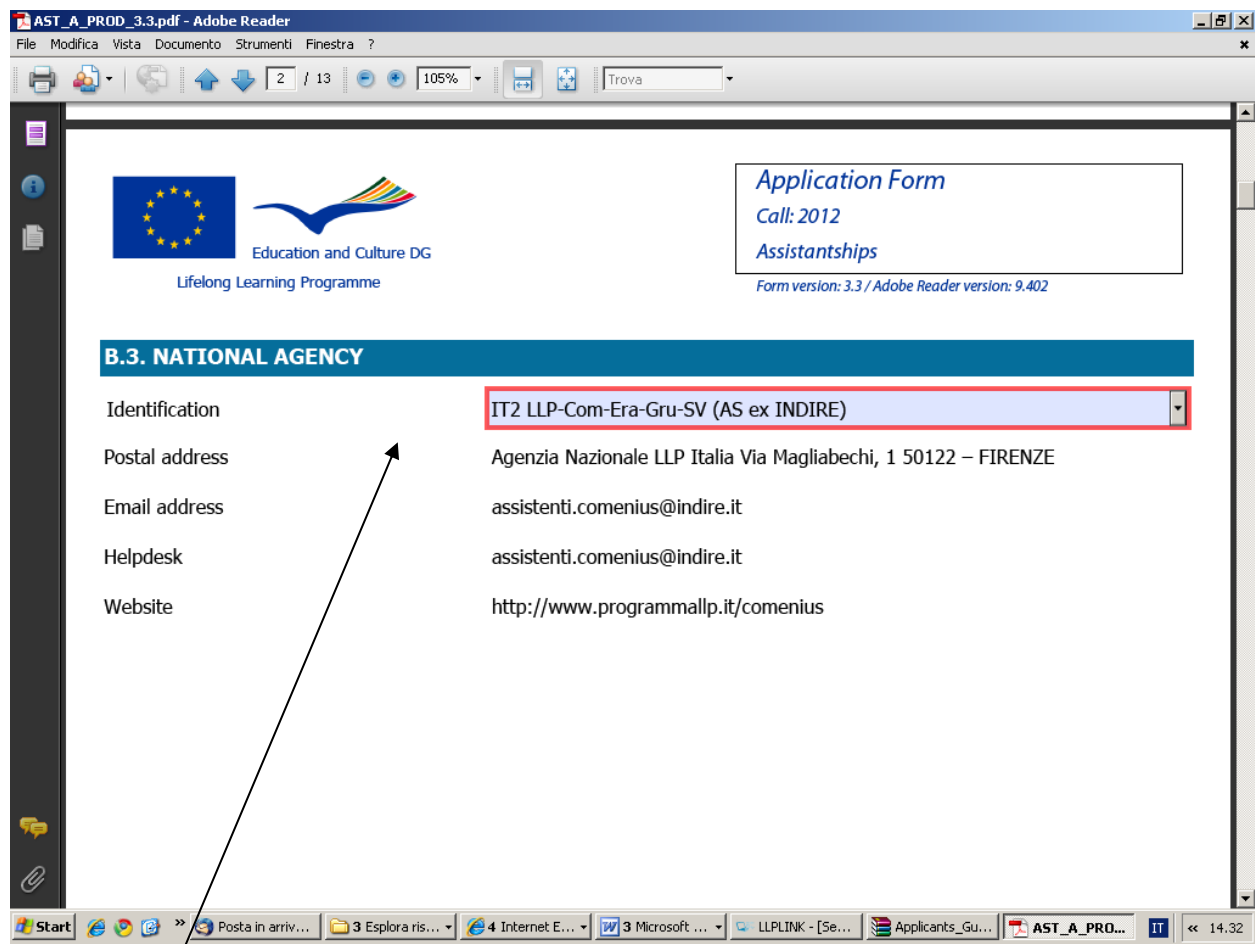 AST_A_PROD_3.3.pdf - Adobe Reader
File Modifica Vista Documento Strumenti Finestra ?
2 / 13 105% Trova
Application Form
Call: 2012
Assistantships
Education and Culture DG
Lifelong Learning Programme
Form version: 3.3 / Adobe Reader version: 9.402
B.3. NATIONAL AGENCY
Identification IT2 LLP-Com-Era-Gru-SV (AS ex INDIRE)
Postal address Agenzia Nazionale LLP Italia Via Magliabechi, 1 50122 – FIRENZE
Email address assistenti.comenius@indire.it
Helpdesk assistenti.comenius@indire.it
Website http://www.programmallp.it/comenius
Start » Posta in arriv... 3 Esplora ris... 4 Internet E... 3 Microsoft ... LLPLINK - [Se... Applicants_Gu... AST_A_PRO... IT « 14.32